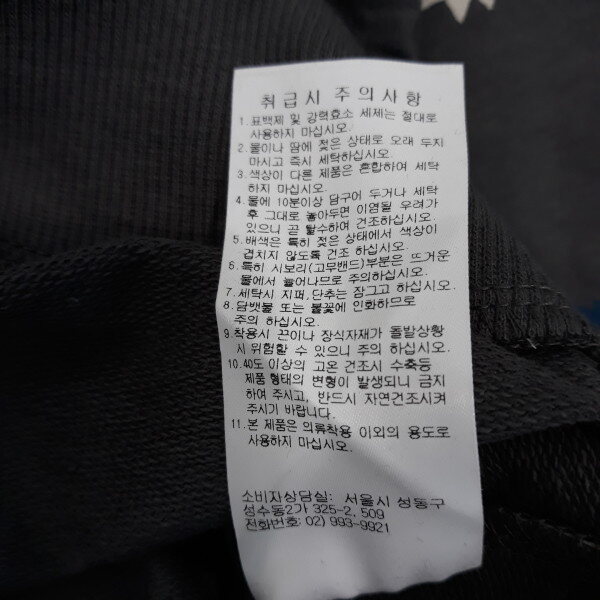 취급시 주의사항
1. 표백제 및 강력효소 세제는 절대로
사용하지 마십시오.
2. 물이나 땀에 젖은 상태로 오래 두지
마시고 즉시 세탁하십시오.
3. 색상이 다른 제품은 혼합하여 세탁
하지 마십시오.
4. 물에 10분이상 담구어 두거나 세탁
후 그대로 놓아두면 이염될 우려가
있으니 곧 탈수하여 건조하십시오.
5. 배색은 특히 젖은 상태에서 색상이
겹치지 않도록 건조 하십시오.
6. 특히 시보리(고무밴드)부분은 뜨거운
물에서 늘어나므로 주의하십시오.
7. 세탁시 지퍼, 단추는 잠그고 하십시오.
8. 담뱃물 또는 불꽃에 인화하므로
주의 하십시오.
9. 착용시 끈이나 장식자재가 돌발상황
시 위험할 수 있으니 주의 하십시오.
10. 40도 이상의 고온 건조시 수축등
제품 형태의 변형이 발생되니 금지
하여 주시고, 반드시 자연건조시켜
주시기 바랍니다.
11. 본 제품은 의류착용 이외의 용도로
사용하지 마십시오.
소비자상담실: 서울시 성동구
성수동2가 325-2, 509
전화번호: 02) 993-9921